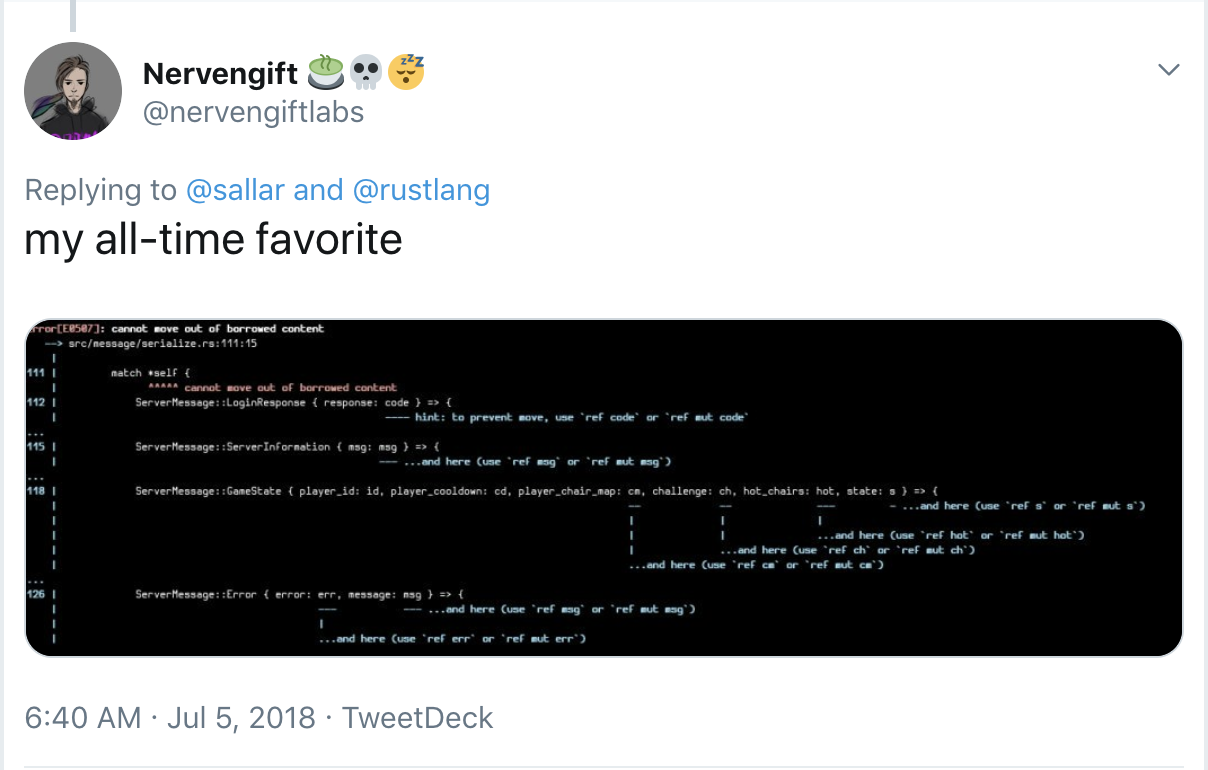 Nervengift 🍵💀😴
@nervengiftlabs
Replying to @sallar and @rustlang
my all-time favorite
rror[E0507]: cannot move out of borrowed content
--> src/message/serialize.rs:111:15
|
111 | match *self {
| ^^^^^ cannot move out of borrowed content
112 | ServerMessage::LoginResponse { response: code } => {
| ---- hint: to prevent move, use `ref code` or `ref mut code`
...
115 | ServerMessage::ServerInformation { msg: msg } => {
| --- ...and here (use `ref msg` or `ref mut msg`)
...
118 | ServerMessage::GameState { player_id: id, player_cooldown: cd, player_chair_map: cm, challenge: ch, hot_chairs: hot, state: s } => {
| -- -- --- - ...and here (use `ref s` or `ref mut s`)
| | | |
| | | ...and here (use `ref hot` or `ref mut hot`)
| | ...and here (use `ref ch` or `ref mut ch`)
| ...and here (use `ref cm` or `ref mut cm`)
...
126 | ServerMessage::Error { error: err, message: msg } => {
| --- --- ...and here (use `ref msg` or `ref mut msg`)
| |
| ...and here (use `ref err` or `ref mut err`)
6:40 AM · Jul 5, 2018 · TweetDeck